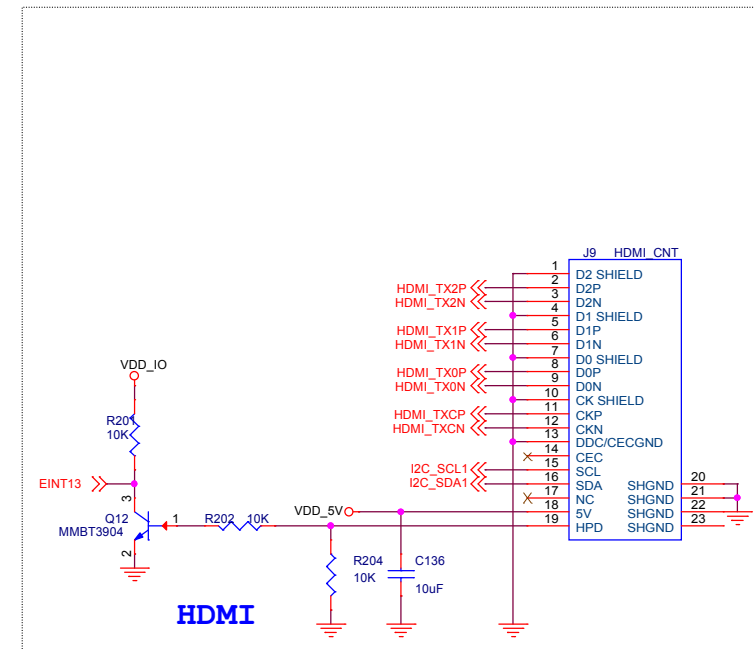 J9 HDMI_CNT
1 D2 SHIELD
HDMI_TX2P 2 D2P
HDMI_TX2N 3 D2N
4 D1 SHIELD
HDMI_TX1P 5 D1P
HDMI_TX1N 6 D1N
7 D0 SHIELD
HDMI_TX0P 8 D0P
HDMI_TX0N 9 D0N
10 CK SHIELD
HDMI_TXCP 11 CKP
HDMI_TXCN 12 CKN
13 DDC/CECGND
14 CEC
I2C_SCL1 15 SCL
I2C_SDA1 16 SDA SHGND 20
17 NC SHGND 21
VDD_5V 18 5V SHGND 22
19 HPD SHGND 23
VDD_IO
R201
10K
EINT13
3
Q12
MMBT3904
1
2
R202 10K
R204
10K
C136
10uF
HDMI